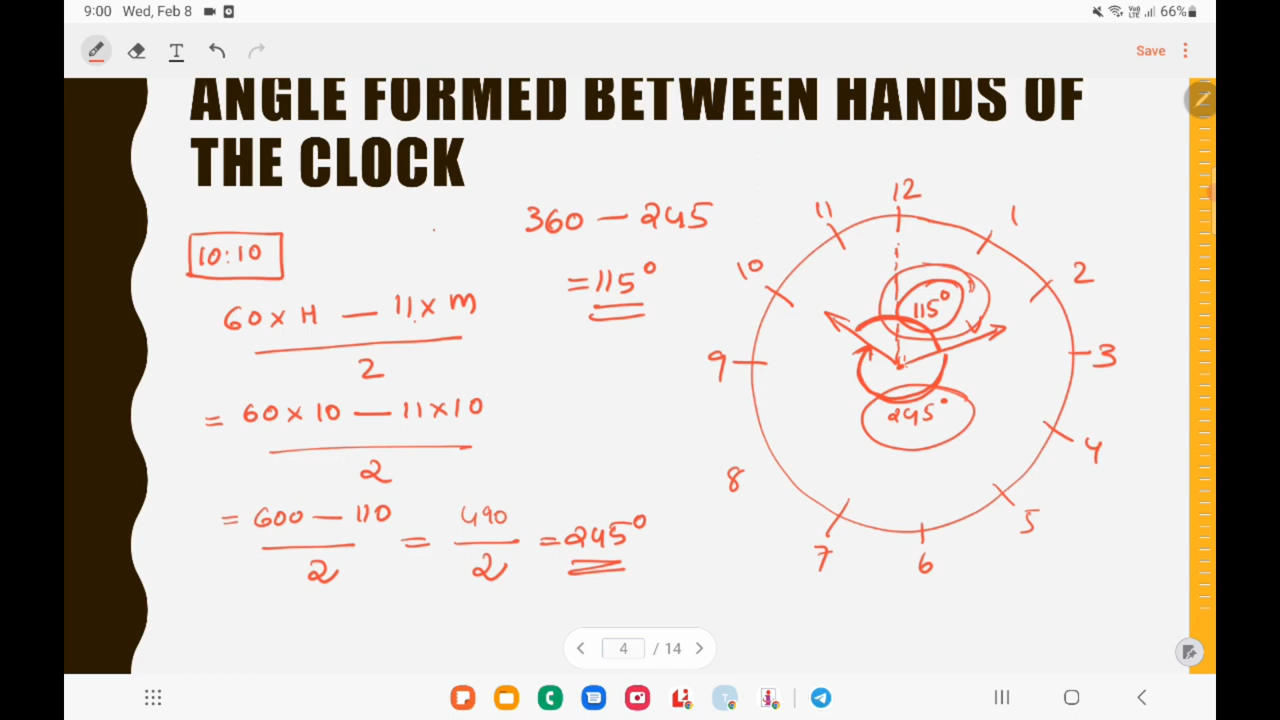 9:00 Wed, Feb 8
VoD LTE 66%
T
Save
ANGLE FORMED BETWEEN HANDS OF
THE CLOCK
10:10
60 x H — 11 x m
2
= 60 x 10 — 11 x 10
2
= 600 — 110 = 490 = 245°
2 2
360 — 245
= 115°
12
1
2
3
4
5
6
7
8
9
10
11
115°
245°
4 / 14